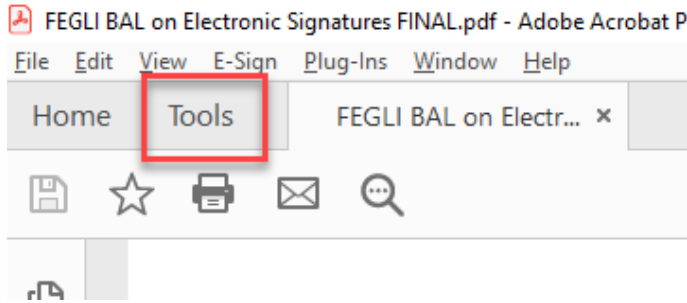 FEGLI BAL on Electronic Signatures FINAL.pdf - Adobe Acrobat P
File Edit View E-Sign Plug-Ins Window Help
Home Tools FEGLI BAL on Electr... ×